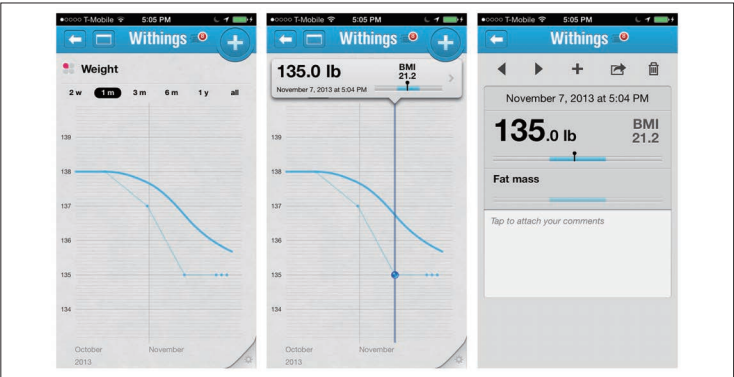 ●○○○○ T-Mobile 5:05 PM
Withings 8
Weight
2 w 1 m 3 m 6 m 1 y all
139
138
137
136
135
134
October November
2013
●○○○○ T-Mobile 5:05 PM
Withings 8
135.0 lb BMI
21.2
November 7, 2013 at 5:04 PM
139
138
137
136
135
134
October November
2013
●○○○○ T-Mobile 5:05 PM
Withings 8
November 7, 2013 at 5:04 PM
135.0 lb BMI
21.2
Fat mass
Tap to attach your comments